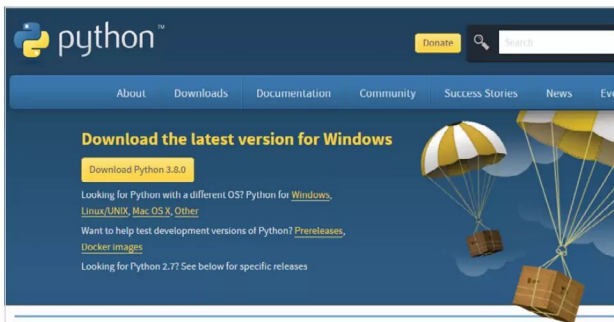 python™
Donate
Search
About Downloads Documentation Community Success Stories News Eve
Download the latest version for Windows
Download Python 3.8.0
Looking for Python with a different OS? Python for Windows,
Linux/UNIX, Mac OS X, Other
Want to help test development versions of Python? Prereleases,
Docker images
Looking for Python 2.7? See below for specific releases